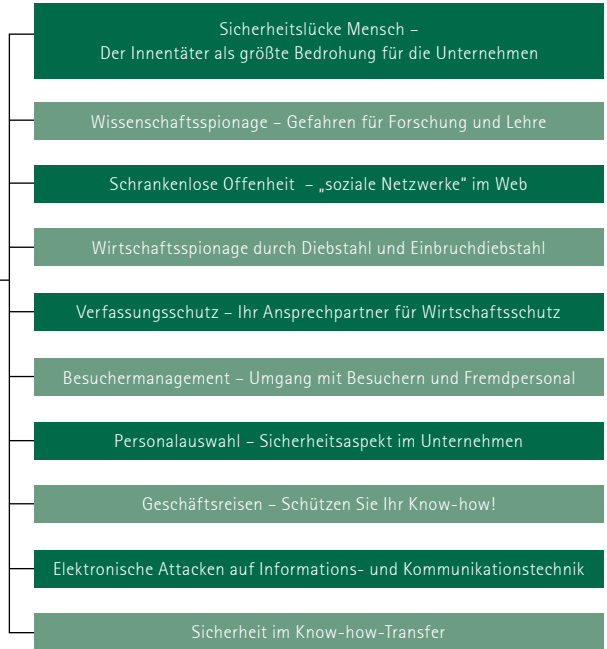 Sicherheitslücke Mensch –
Der Innentäter als größte Bedrohung für die Unternehmen
Wissenschaftsspionage – Gefahren für Forschung und Lehre
Schrankenlose Offenheit – „soziale Netzwerke“ im Web
Wirtschaftsspionage durch Diebstahl und Einbruchdiebstahl
Verfassungsschutz – Ihr Ansprechpartner für Wirtschaftsschutz
Besuchermanagement – Umgang mit Besuchern und Fremdpersonal
Personalauswahl – Sicherheitsaspekt im Unternehmen
Geschäftsreisen – Schützen Sie Ihr Know-how!
Elektronische Attacken auf Informations- und Kommunikationstechnik
Sicherheit im Know-how-Transfer